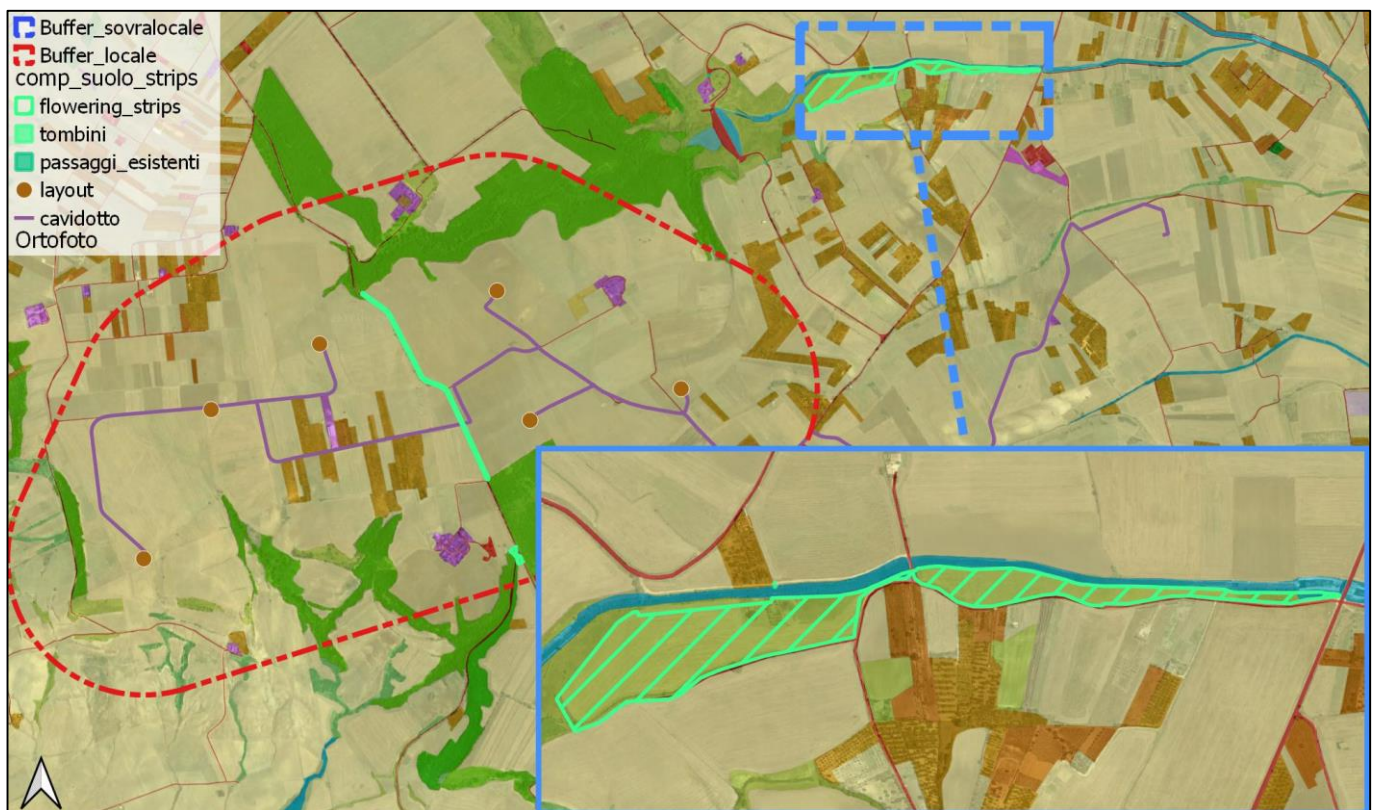 Buffer_sovralocale
Buffer_locale
comp_suolo_strips
flowering_strips
tombini
passaggi_esistenti
layout
cavidotto
Ortofoto